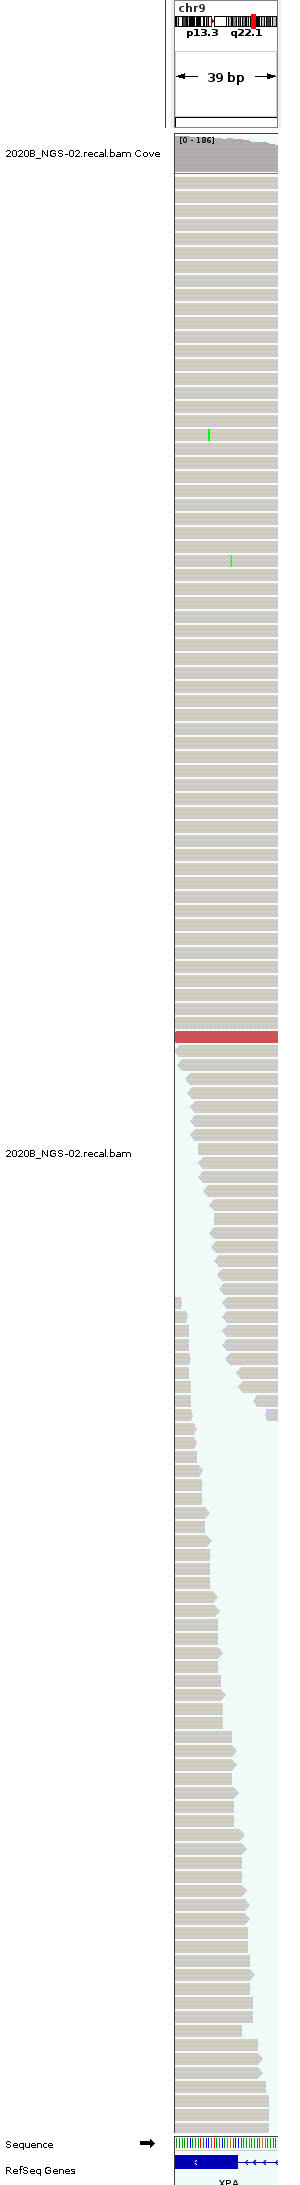 chr9
p13.3 q22.1
39 bp
[0 - 186]
2020B_NGS-02.recal.bam Cove
2020B_NGS-02.recal.bam
Sequence
RefSeq Genes
XPA